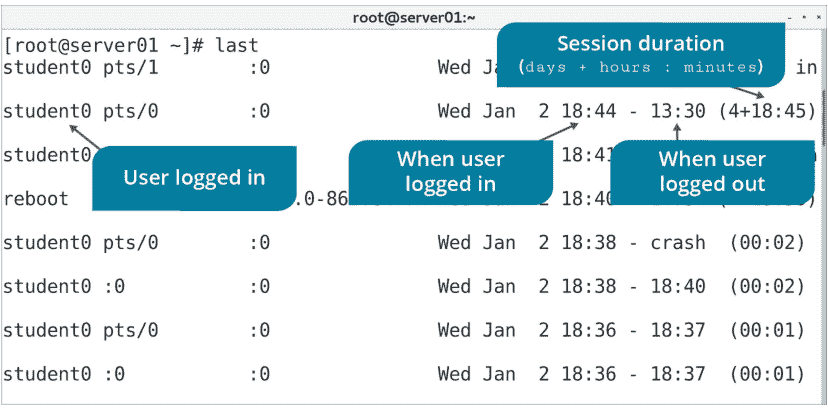 root@server01:~
[root@server01 ~]# last
Session duration
(days + hours : minutes)
student0 pts/1 :0 Wed in
student0 pts/0 :0 Wed Jan 2 18:44 - 13:30 (4+18:45)
student0 18:41
User logged in
When user
logged in
When user
logged out
reboot .0-86 18:40
student0 pts/0 :0 Wed Jan 2 18:38 - crash (00:02)
student0 :0 :0 Wed Jan 2 18:38 - 18:40 (00:02)
student0 pts/0 :0 Wed Jan 2 18:36 - 18:37 (00:01)
student0 :0 :0 Wed Jan 2 18:36 - 18:37 (00:01)